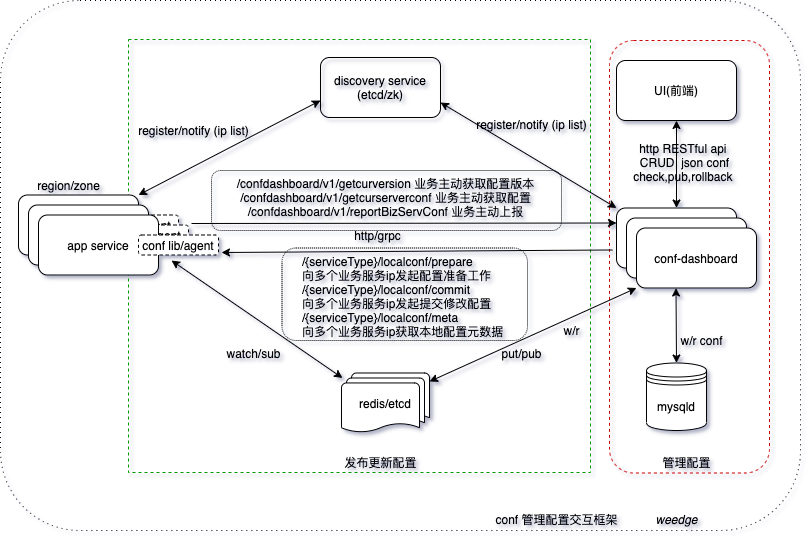 discovery service
(etcd/zk)
UI(前端)
register/notify (ip list)
register/notify (ip list)
http RESTful api
CRUD json conf
check,pub,rollback
region/zone
/confdashboard/v1/getcurversion 业务主动获取配置版本
/confdashboard/v1/getcurserverconf 业务主动获取配置
/confdashboard/v1/reportBizServConf 业务主动上报
http/grpc
app service
conf lib/agent
conf-dashboard
/{serviceType}/localconf/prepare
向多个业务服务ip发起配置准备工作
/{serviceType}/localconf/commit
向多个业务服务ip发起提交修改配置
/{serviceType}/localconf/meta
向多个业务服务ip获取本地配置元数据
w/r
w/r conf
watch/sub
put/pub
redis/etcd
mysqld
发布更新配置
管理配置
conf 管理配置交互框架
weedge